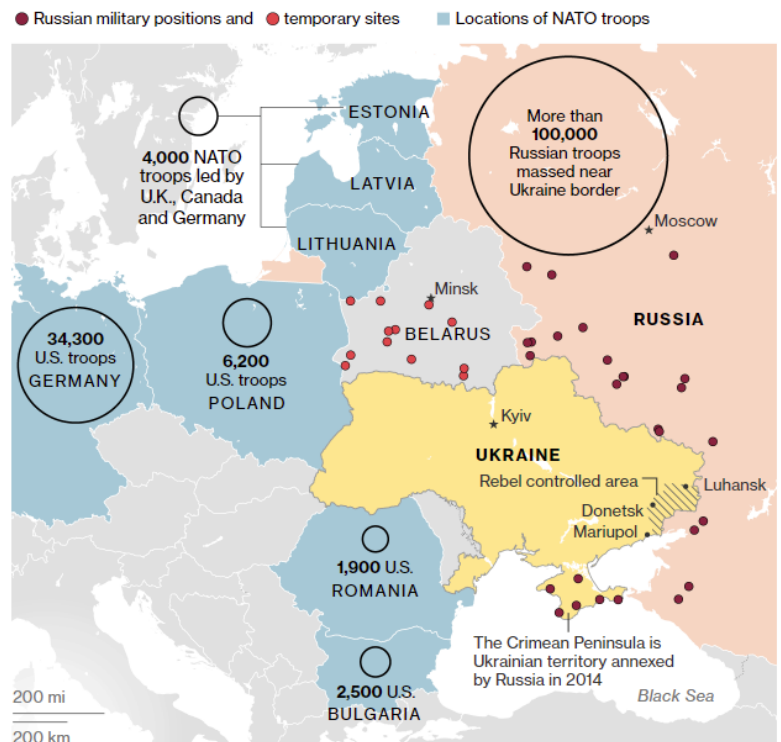 Russian military positions and temporary sites Locations of NATO troops
ESTONIA
4,000 NATO
troops led by
U.K., Canada
and Germany
LATVIA
LITHUANIA
More than
100,000
Russian troops
massed near
Ukraine border
Moscow
Minsk
BELARUS
RUSSIA
34,300
U.S. troops
GERMANY
6,200
U.S. troops
POLAND
Kyiv
UKRAINE
Rebel controlled area
Luhansk
Donetsk
Mariupol
1,900 U.S.
ROMANIA
The Crimean Peninsula is
Ukrainian territory annexed
by Russia in 2014
2,500 U.S.
BULGARIA
Black Sea
200 mi
200 km